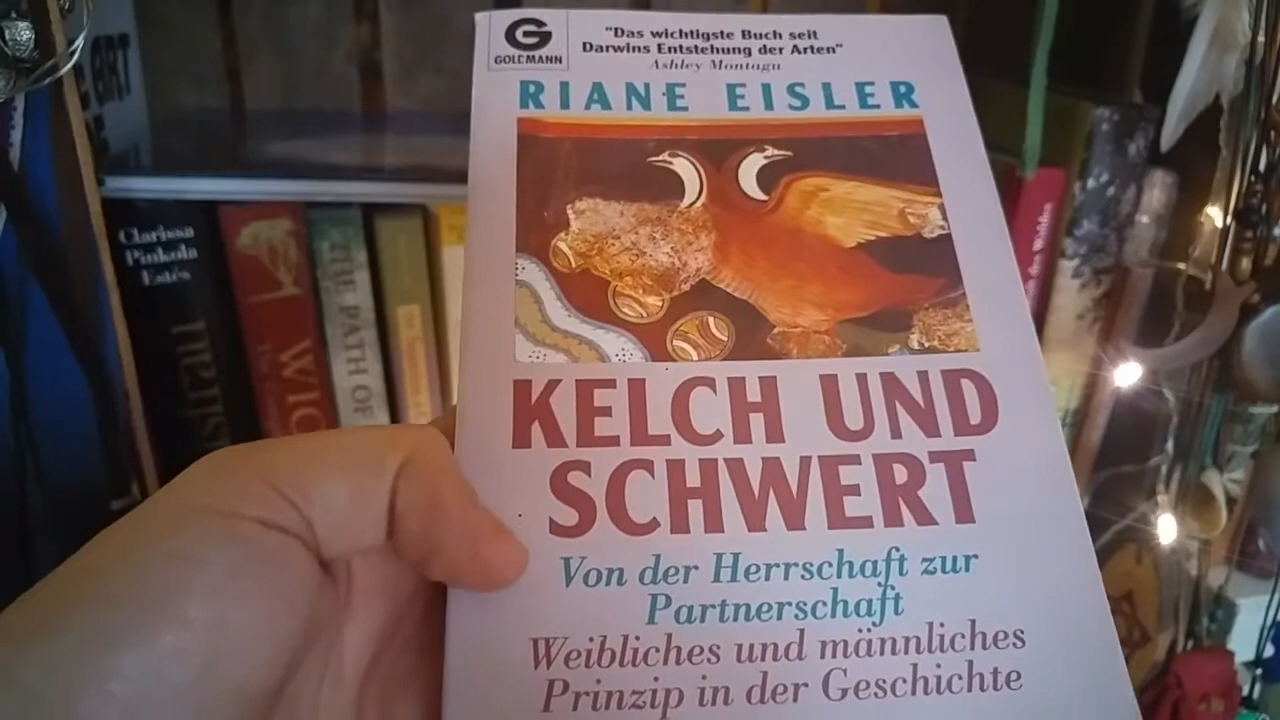 G
GOLDMANN
"Das wichtigste Buch seit
Darwins Entstehung der Arten"
Ashley Montagu
RIANE EISLER
KELCH UND
SCHWERT
Von der Herrschaft zur
Partnerschaft
Weibliches und männliches
Prinzip in der Geschichte
Clarissa
Pinkola
Estés
THE PATH OF